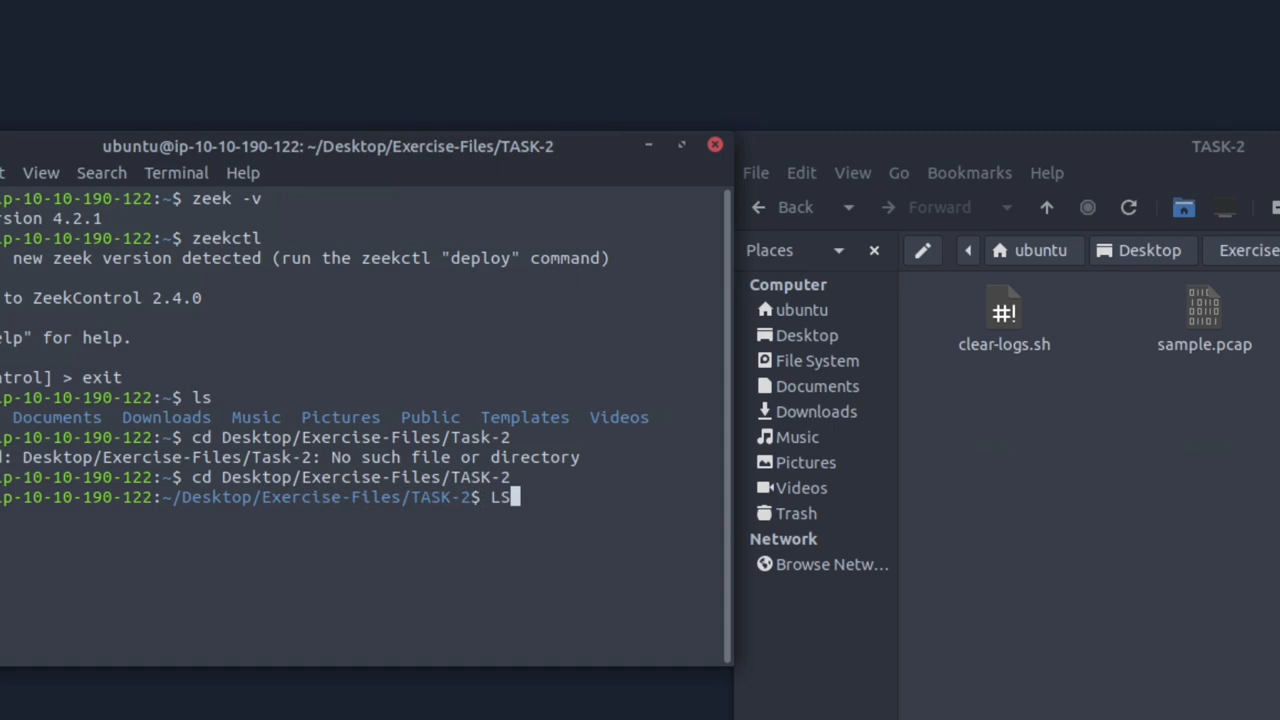 ubuntu@ip-10-10-190-122: ~/Desktop/Exercise-Files/TASK-2
t View Search Terminal Help
ip-10-10-190-122:~$ zeek -v
rsion 4.2.1
ip-10-10-190-122:~$ zeekctl
new zeek version detected (run the zeekctl "deploy" command)
to ZeekControl 2.4.0
elp" for help.
ntrol] > exit
ip-10-10-190-122:~$ ls
Documents Downloads Music Pictures Public Templates Videos
ip-10-10-190-122:~$ cd Desktop/Exercise-Files/Task-2
d: Desktop/Exercise-Files/Task-2: No such file or directory
ip-10-10-190-122:~$ cd Desktop/Exercise-Files/TASK-2
ip-10-10-190-122:~/Desktop/Exercise-Files/TASK-2$ LS
TASK-2
File Edit View Go Bookmarks Help
Back Forward
Places ubuntu Desktop Exercise
Computer
ubuntu
Desktop
File System
Documents
Downloads
Music
Pictures
Videos
Trash
Network
Browse Netw…
#!
clear-logs.sh
sample.pcap